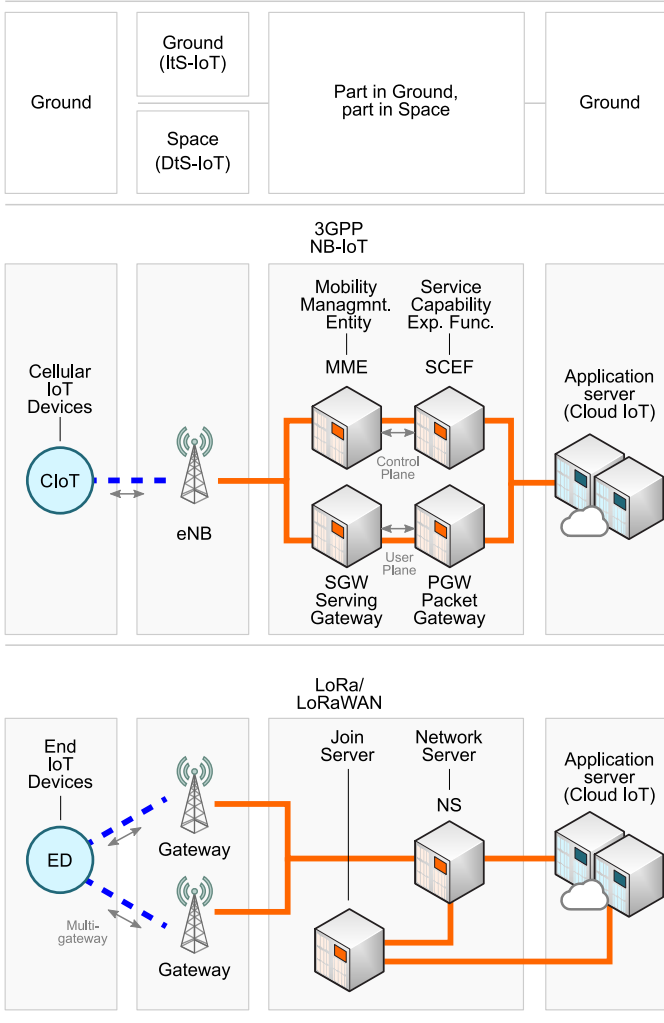 Ground
Ground
(ItS-IoT)
Space
(DtS-IoT)
Part in Ground,
part in Space
Ground
3GPP
NB-IoT
Cellular
IoT
Devices
CIoT
eNB
Mobility
Managmnt.
Entity
MME
Service
Capability
Exp. Func.
SCEF
Control
Plane
User
Plane
SGW
Serving
Gateway
PGW
Packet
Gateway
Application
server
(Cloud IoT)
LoRa/
LoRaWAN
End
IoT
Devices
ED
Multi-
gateway
Gateway
Gateway
Join
Server
Network
Server
NS
Application
server
(Cloud IoT)